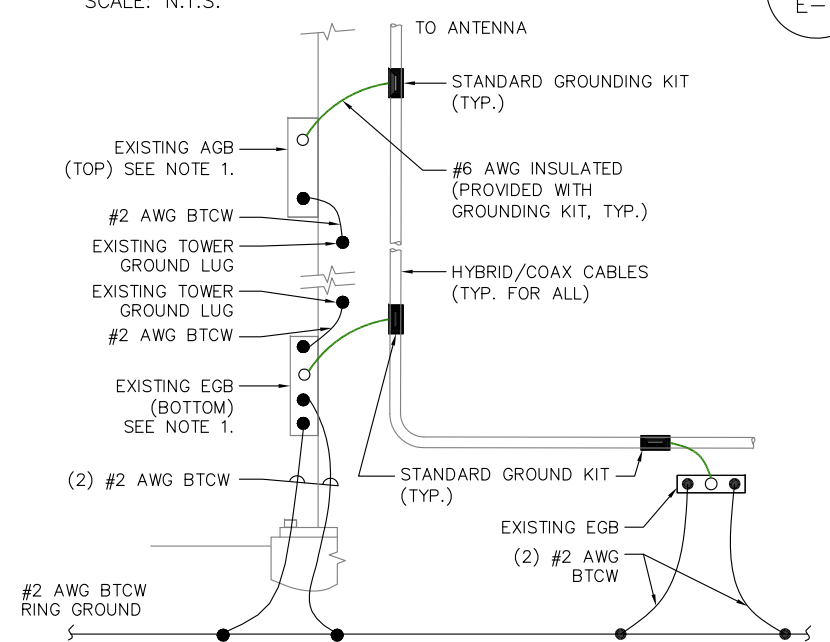 SCALE: N.T.S.
E-
TO ANTENNA
STANDARD GROUNDING KIT
(TYP.)
EXISTING AGB
(TOP) SEE NOTE 1.
#6 AWG INSULATED
(PROVIDED WITH
GROUNDING KIT, TYP.)
#2 AWG BTCW
EXISTING TOWER
GROUND LUG
HYBRID/COAX CABLES
(TYP. FOR ALL)
EXISTING TOWER
GROUND LUG
#2 AWG BTCW
EXISTING EGB
(BOTTOM)
SEE NOTE 1.
(2) #2 AWG BTCW
STANDARD GROUND KIT
(TYP.)
EXISTING EGB
(2) #2 AWG
BTCW
#2 AWG BTCW
RING GROUND